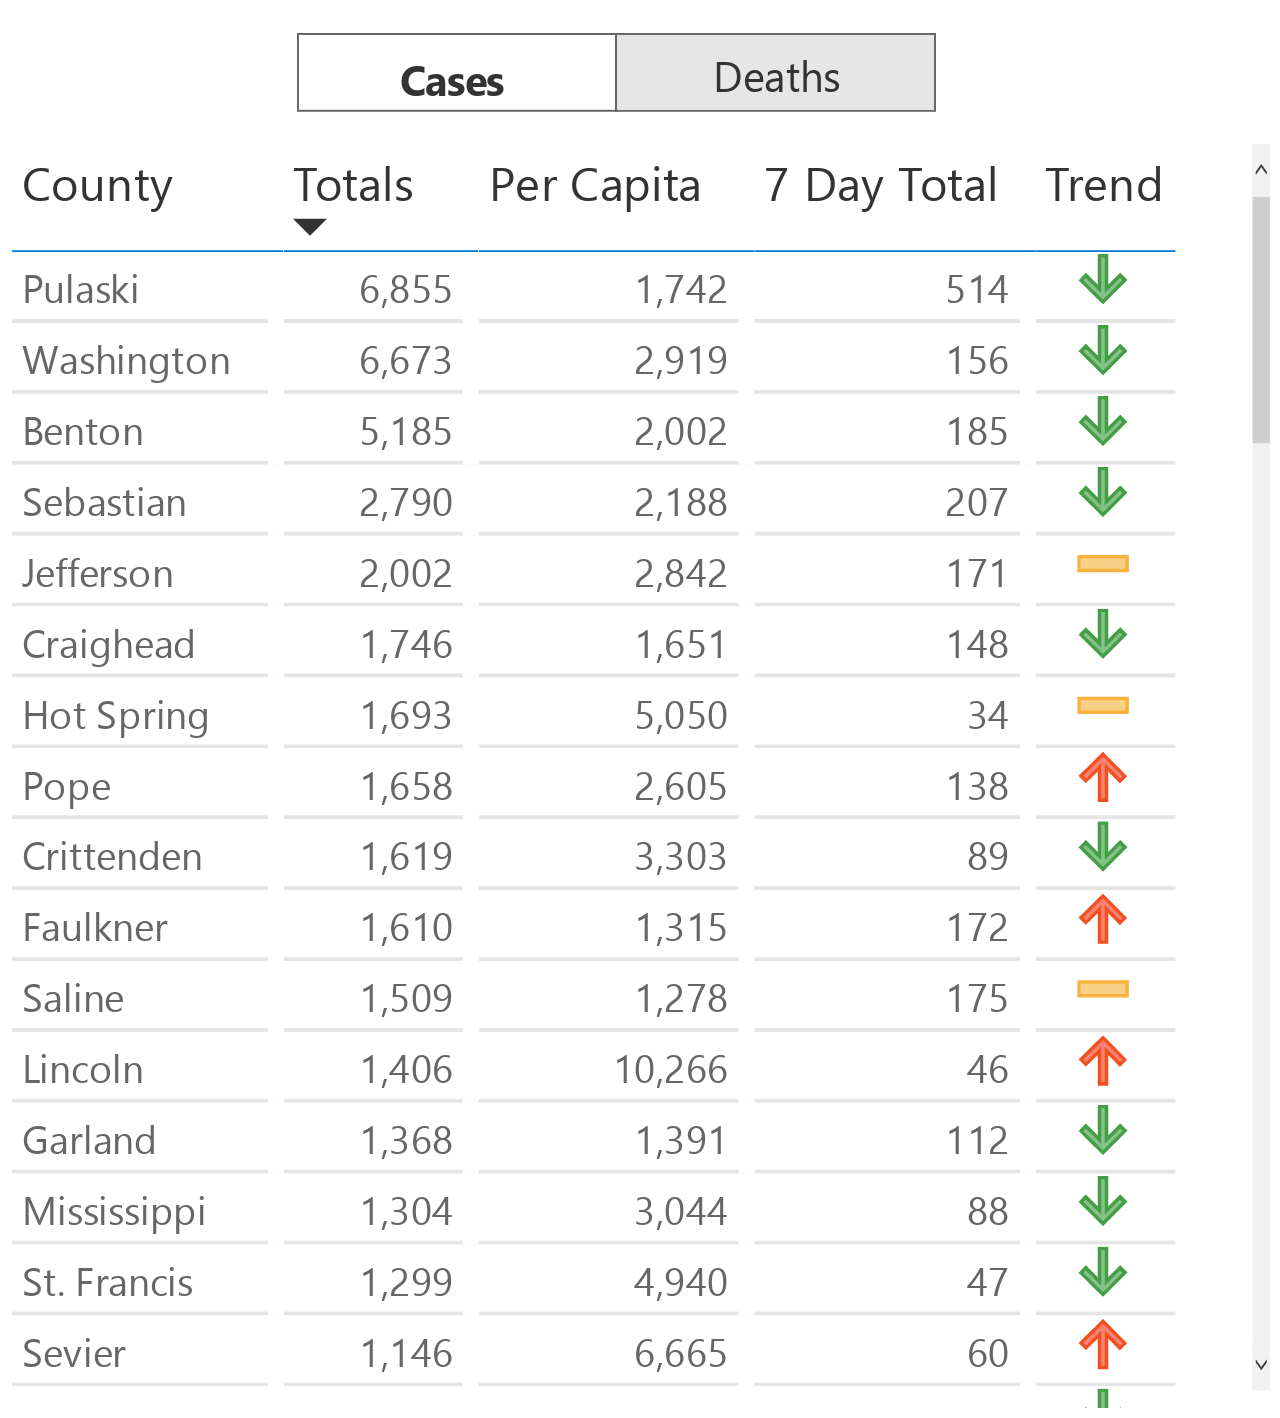 Cases Deaths
County Totals Per Capita 7 Day Total Trend
Pulaski 6,855 1,742 514
Washington 6,673 2,919 156
Benton 5,185 2,002 185
Sebastian 2,790 2,188 207
Jefferson 2,002 2,842 171
Craighead 1,746 1,651 148
Hot Spring 1,693 5,050 34
Pope 1,658 2,605 138
Crittenden 1,619 3,303 89
Faulkner 1,610 1,315 172
Saline 1,509 1,278 175
Lincoln 1,406 10,266 46
Garland 1,368 1,391 112
Mississippi 1,304 3,044 88
St. Francis 1,299 4,940 47
Sevier 1,146 6,665 60